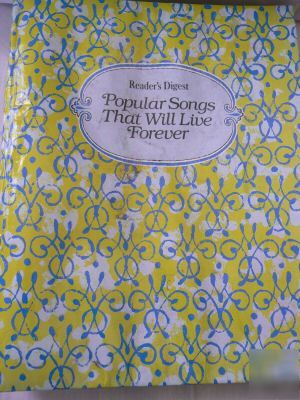 Reader's Digest
Popular Songs
That Will Live
Forever